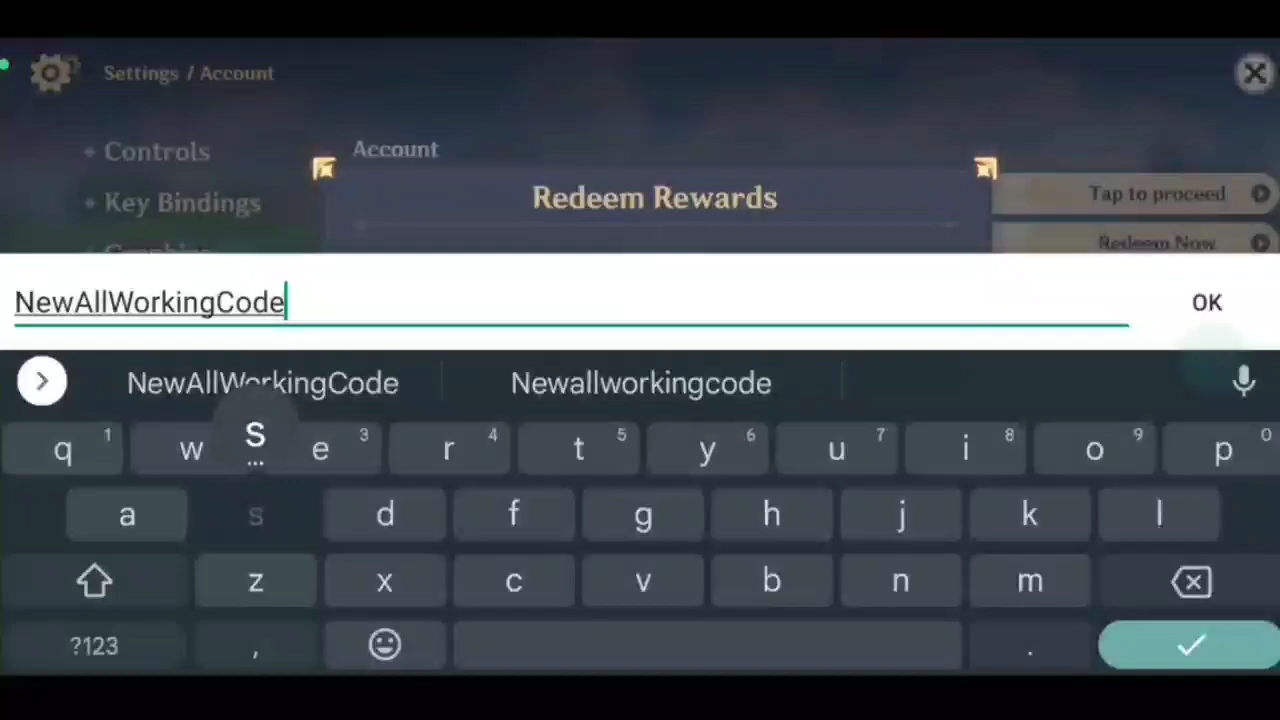 Settings / Account
Controls
Account
Key Bindings
Redeem Rewards
Tap to proceed
Graphics
Redeem Now
NewAllWorkingCode
OK
NewAllWorkingCode
Newallworkingcode
q 1 w s ... e 3 r 4 t 5 y 6 u 7 i 8 o 9 p 0
a s d f g h j k l
z x c v b n m
?123 , .